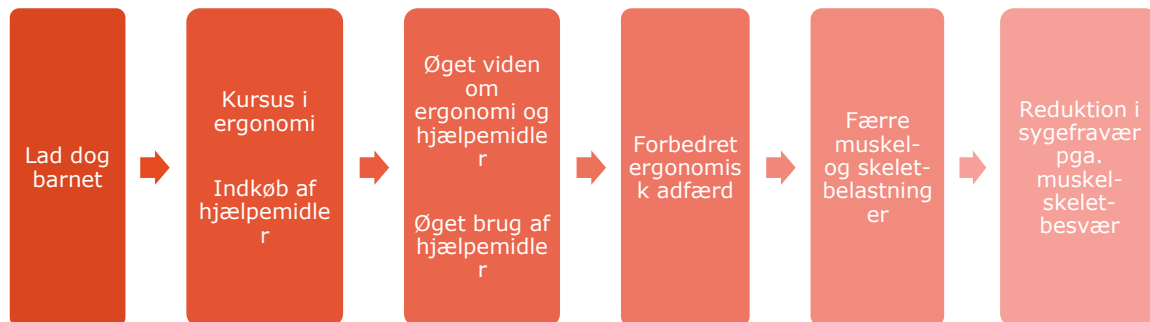 Lad dog
barnet
Kursus i
ergonomi
Indkøb af
hjælpemidle
r
Øget viden
om
ergonomi og
hjælpemidle
r
Øget brug af
hjælpemidle
r
Forbedret
ergonomis
k adfærd
Færre
muskel-
og skelet-
belastning
er
Reduktion i
sygefravær
pga.
muskel-
skelet-
besvær